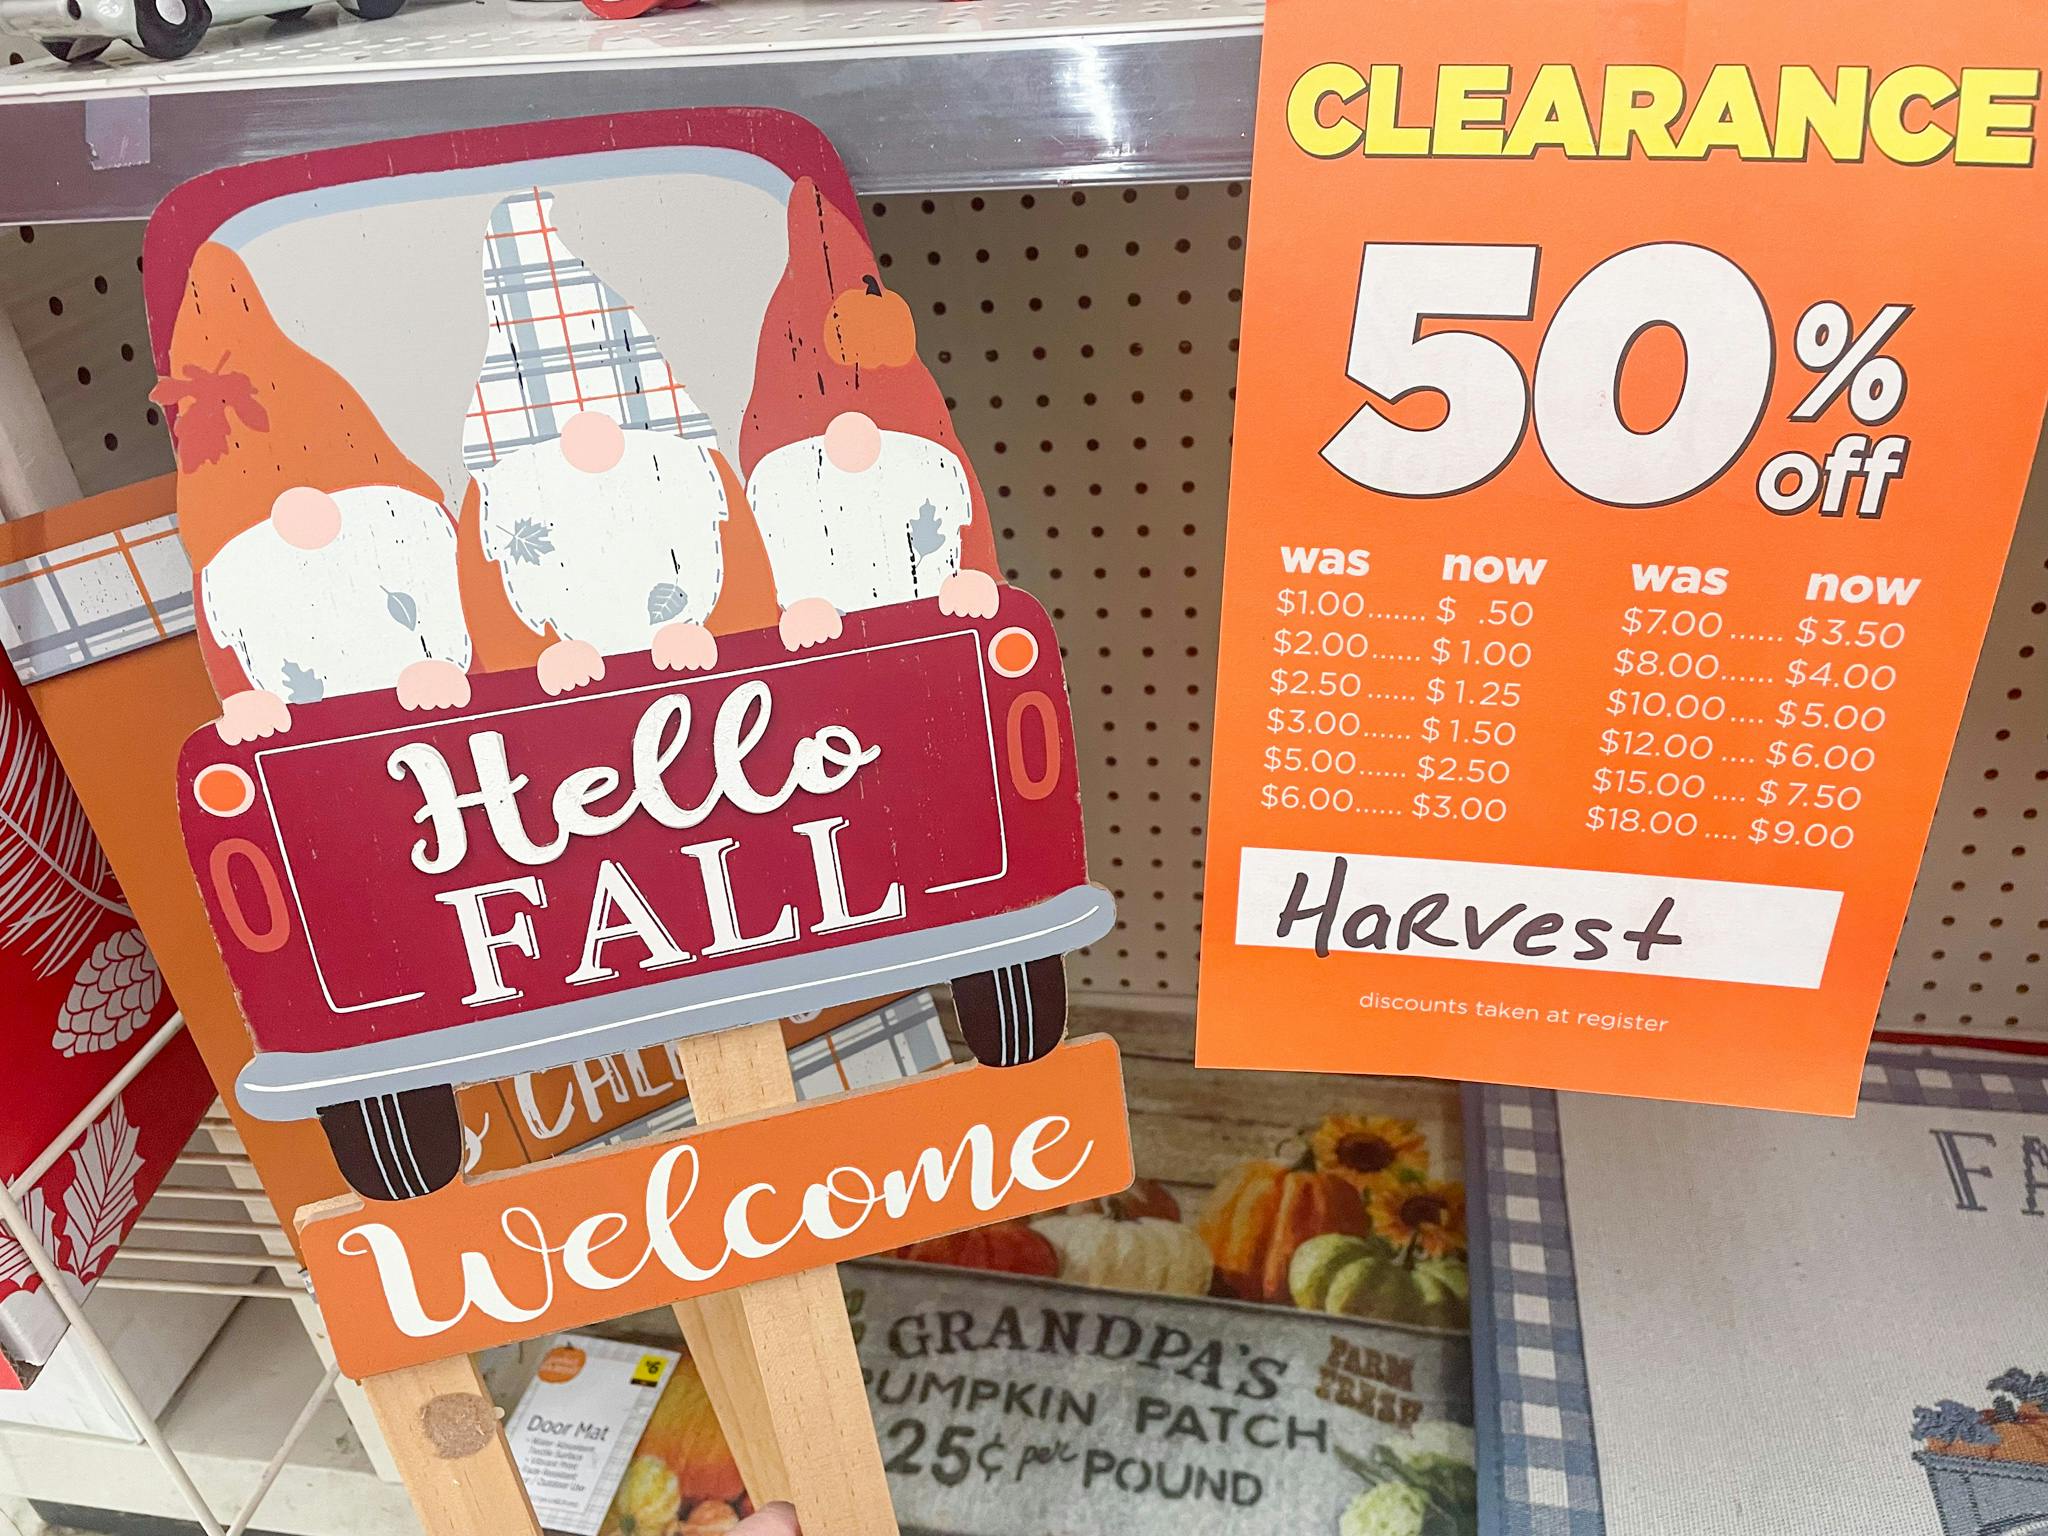 CLEARANCE
50%
off
was now was now
$1.00....... $ .50 $7.00...... $3.50
$2.00...... $1.00 $8.00...... $4.00
$2.50...... $1.25 $10.00.... $5.00
$3.00...... $1.50 $12.00.... $6.00
$5.00...... $2.50 $15.00.... $7.50
$6.00...... $3.00 $18.00.... $9.00
Harvest
discounts taken at register
Hello
FALL
Welcome
GRANDPA'S
FARM
FRESH
PUMPKIN PATCH
25¢ per POUND
Door Mat
$6